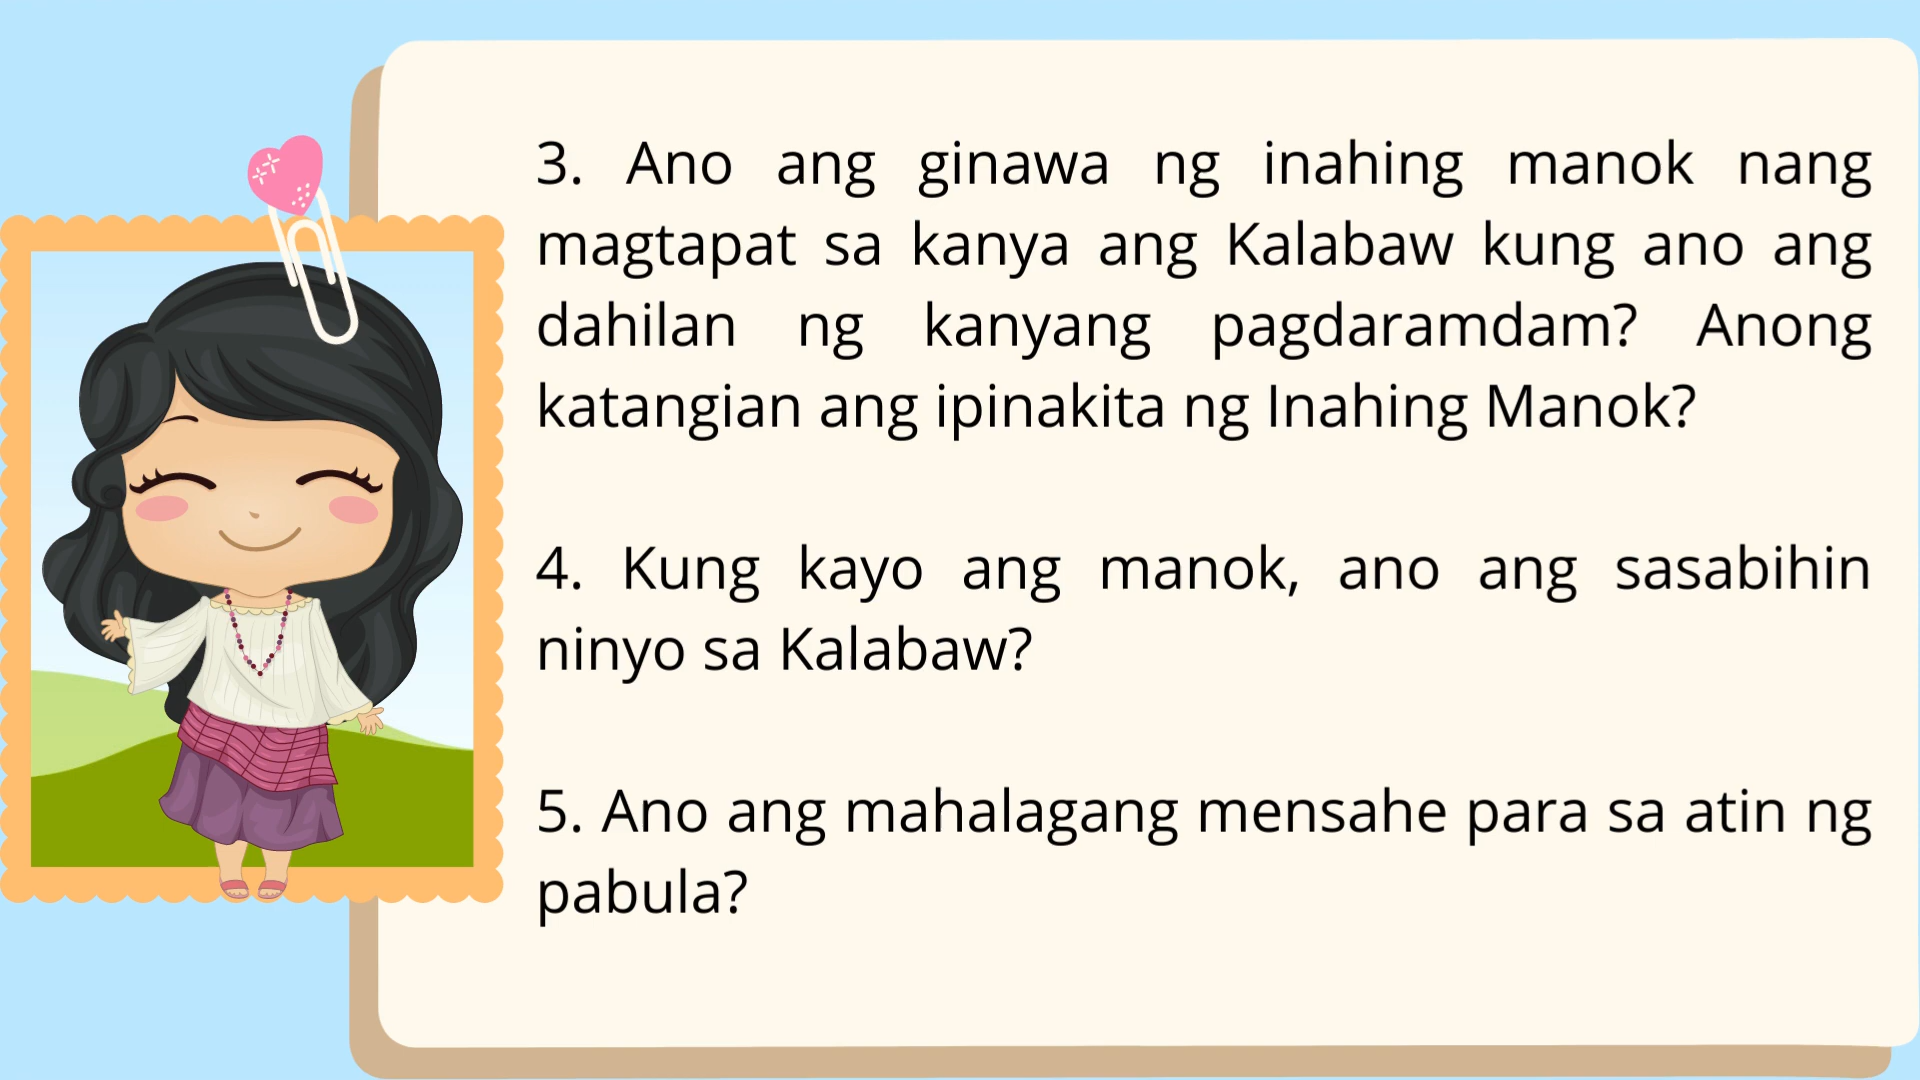 3. Ano ang ginawa ng inahing manok nang
magtapat sa kanya ang Kalabaw kung ano ang
dahilan ng kanyang pagdaramdam? Anong
katangian ang ipinakita ng Inahing Manok?
4. Kung kayo ang manok, ano ang sasabihin
ninyo sa Kalabaw?
5. Ano ang mahalagang mensahe para sa atin ng
pabula?